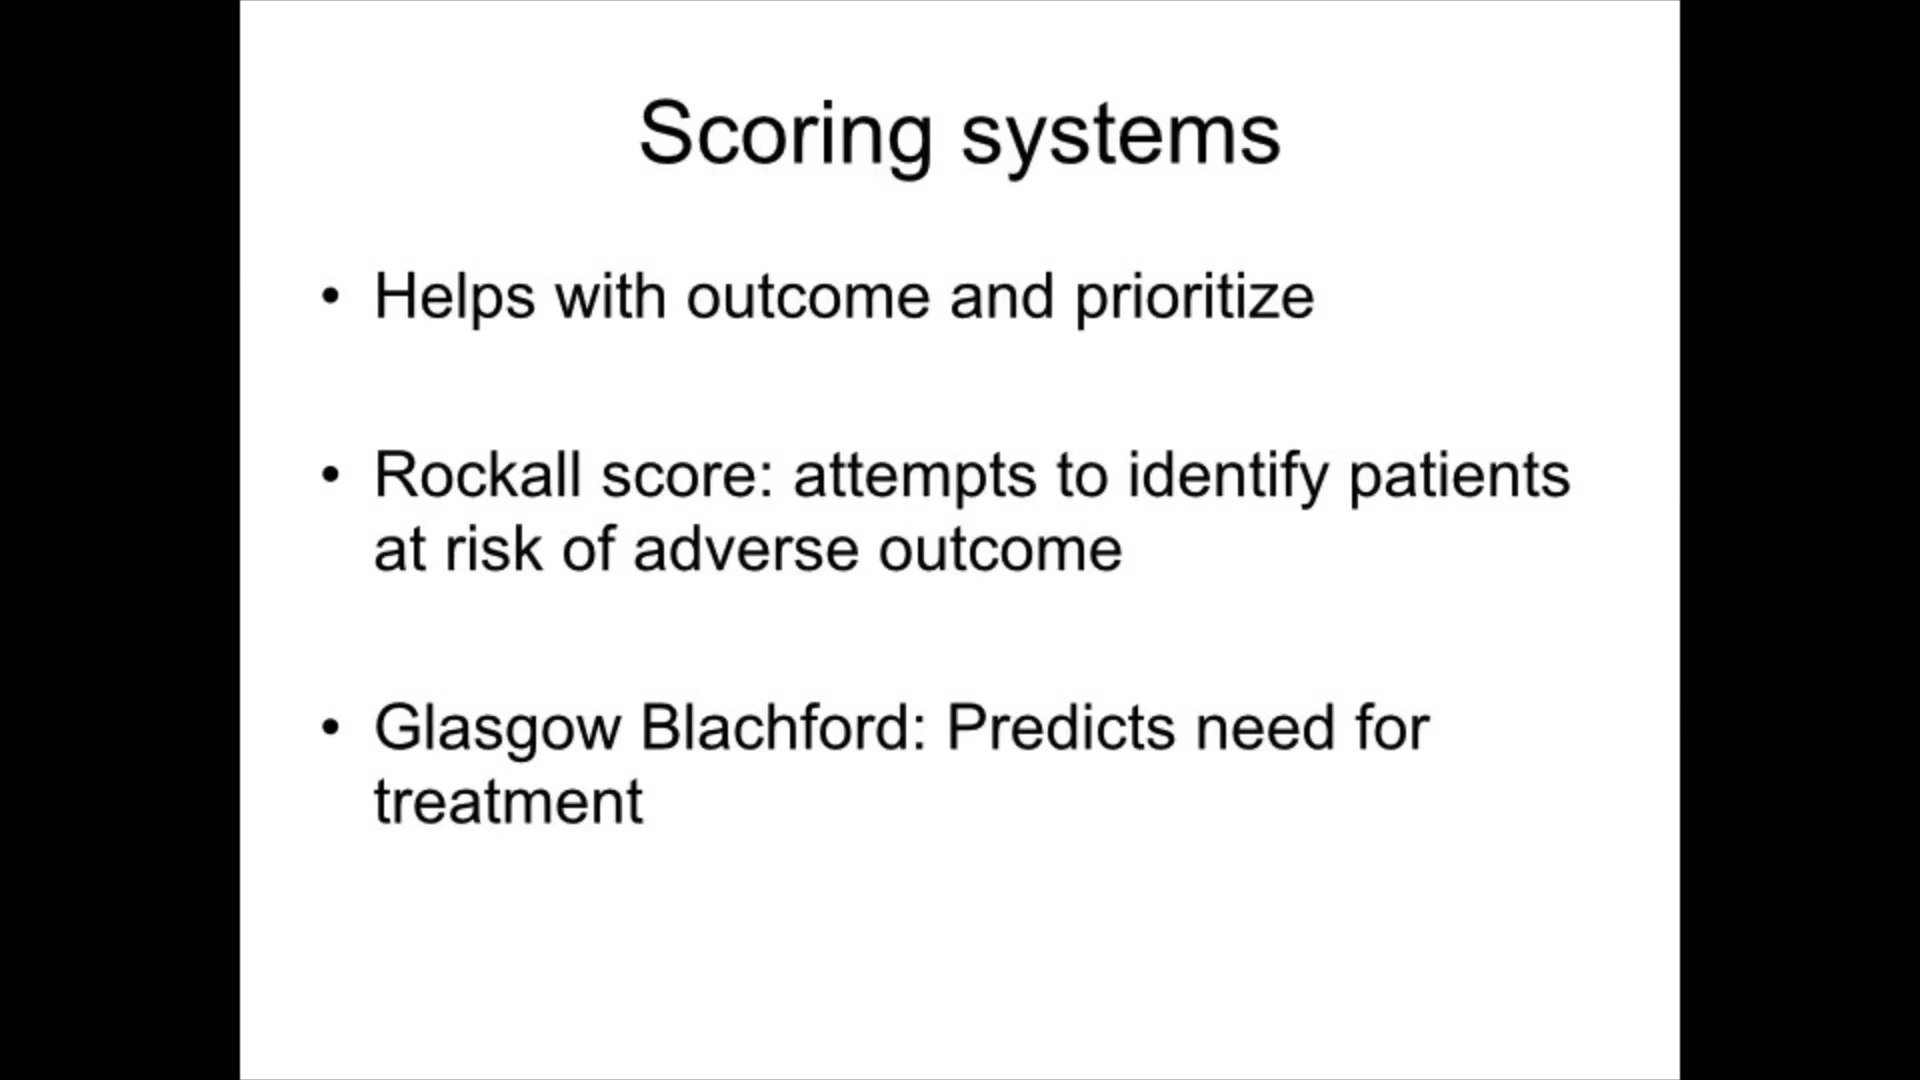 Scoring systems
• Helps with outcome and prioritize
• Rockall score: attempts to identify patients
at risk of adverse outcome
• Glasgow Blachford: Predicts need for
treatment